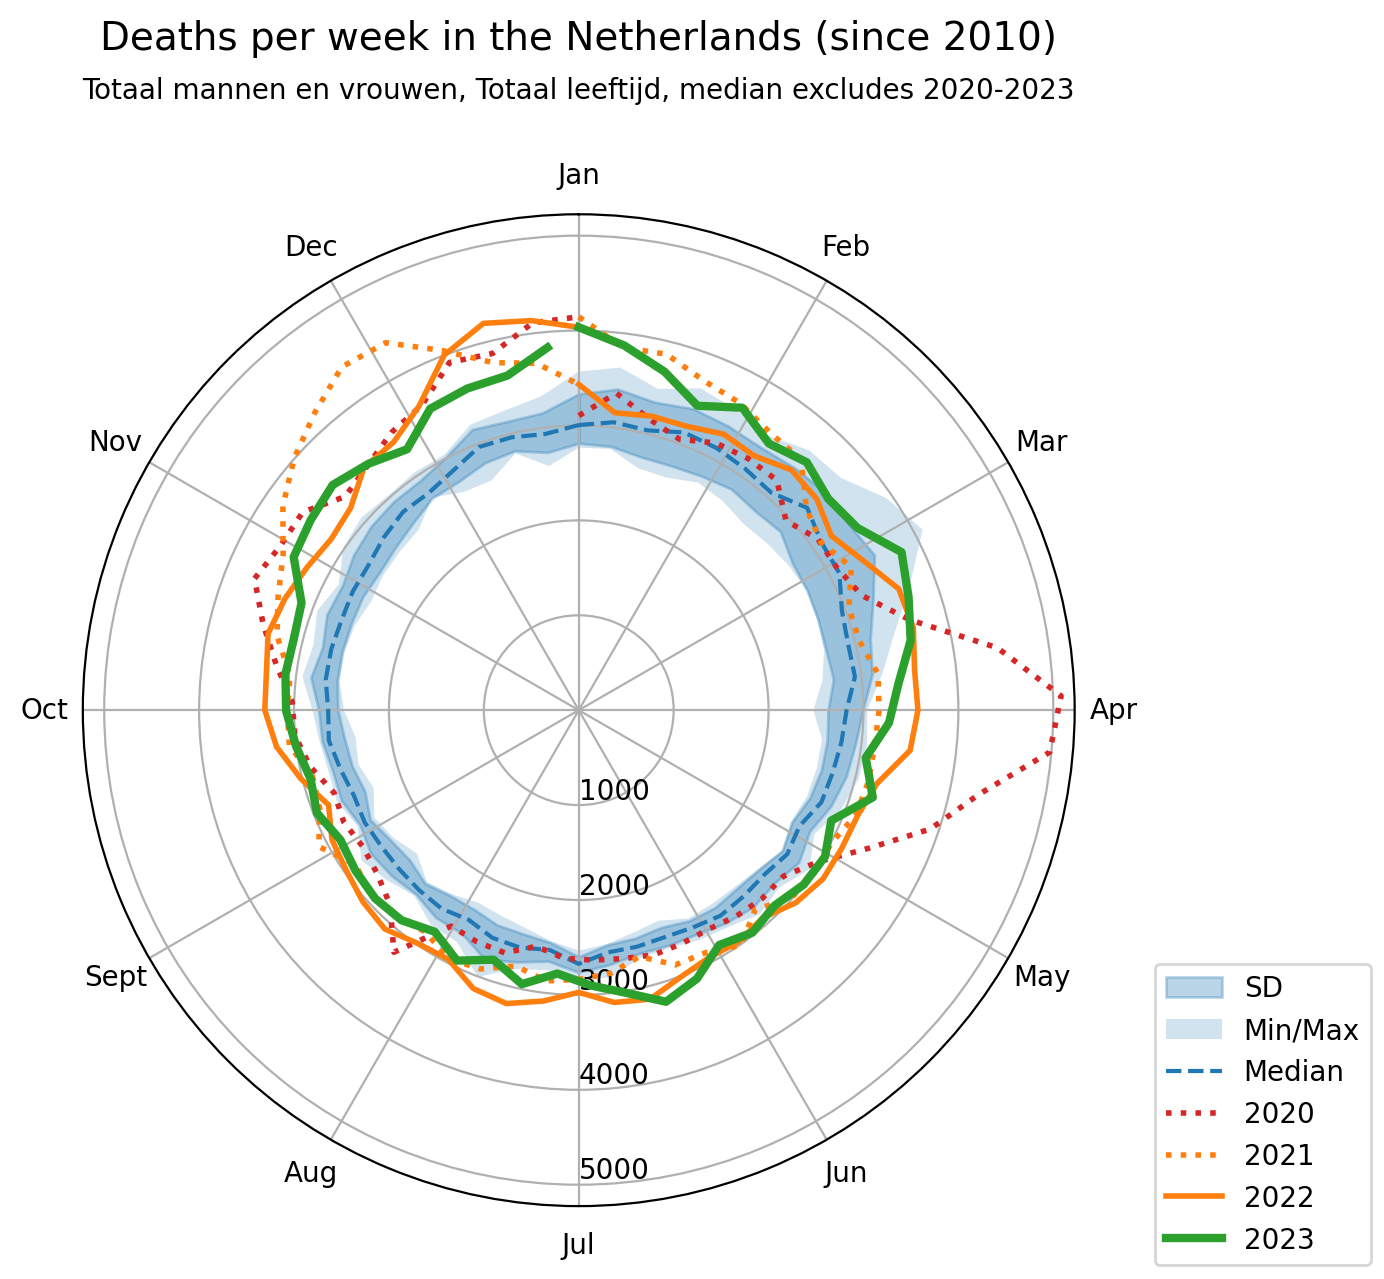 Deaths per week in the Netherlands (since 2010)
Totaal mannen en vrouwen, Totaal leeftijd, median excludes 2020-2023
Jan
Dec
Feb
Nov
Mar
Oct
Apr
1000
2000
Sept
3000
May
4000
Aug
5000
Jun
Jul
SD
Min/Max
Median
2020
2021
2022
2023